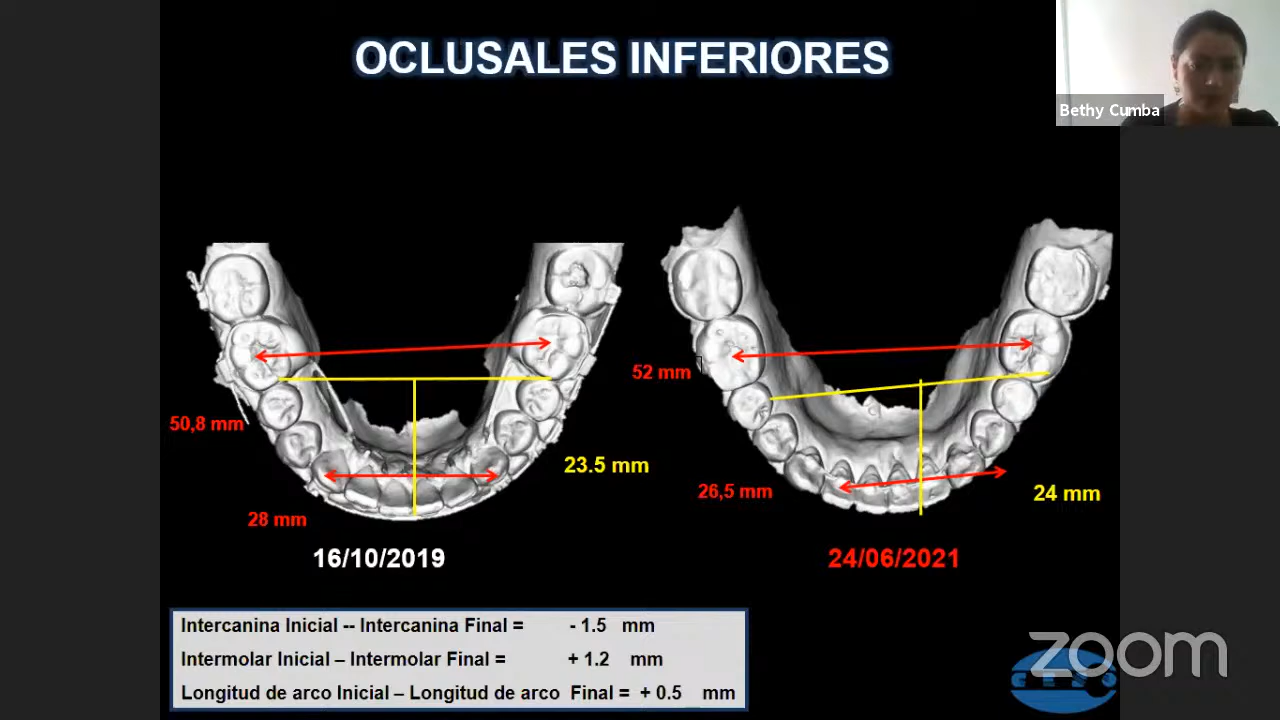 OCLUSALES INFERIORES
Bethy Cumba
50,8 mm
28 mm
23.5 mm
16/10/2019
52 mm
26,5 mm
24 mm
24/06/2021
Intercanina Inicial -- Intercanina Final = - 1.5 mm
Intermolar Inicial – Intermolar Final = + 1.2 mm
Longitud de arco Inicial – Longitud de arco Final = + 0.5 mm
zoom